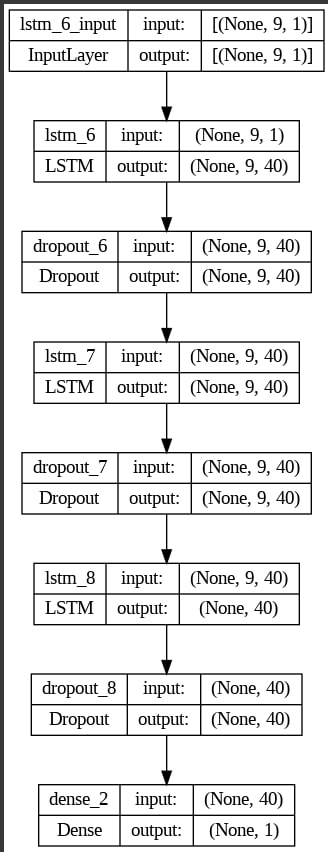 lstm_6_input input: [(None, 9, 1)]
InputLayer output: [(None, 9, 1)]
lstm_6 input: (None, 9, 1)
LSTM output: (None, 9, 40)
dropout_6 input: (None, 9, 40)
Dropout output: (None, 9, 40)
lstm_7 input: (None, 9, 40)
LSTM output: (None, 9, 40)
dropout_7 input: (None, 9, 40)
Dropout output: (None, 9, 40)
lstm_8 input: (None, 9, 40)
LSTM output: (None, 40)
dropout_8 input: (None, 40)
Dropout output: (None, 40)
dense_2 input: (None, 40)
Dense output: (None, 1)